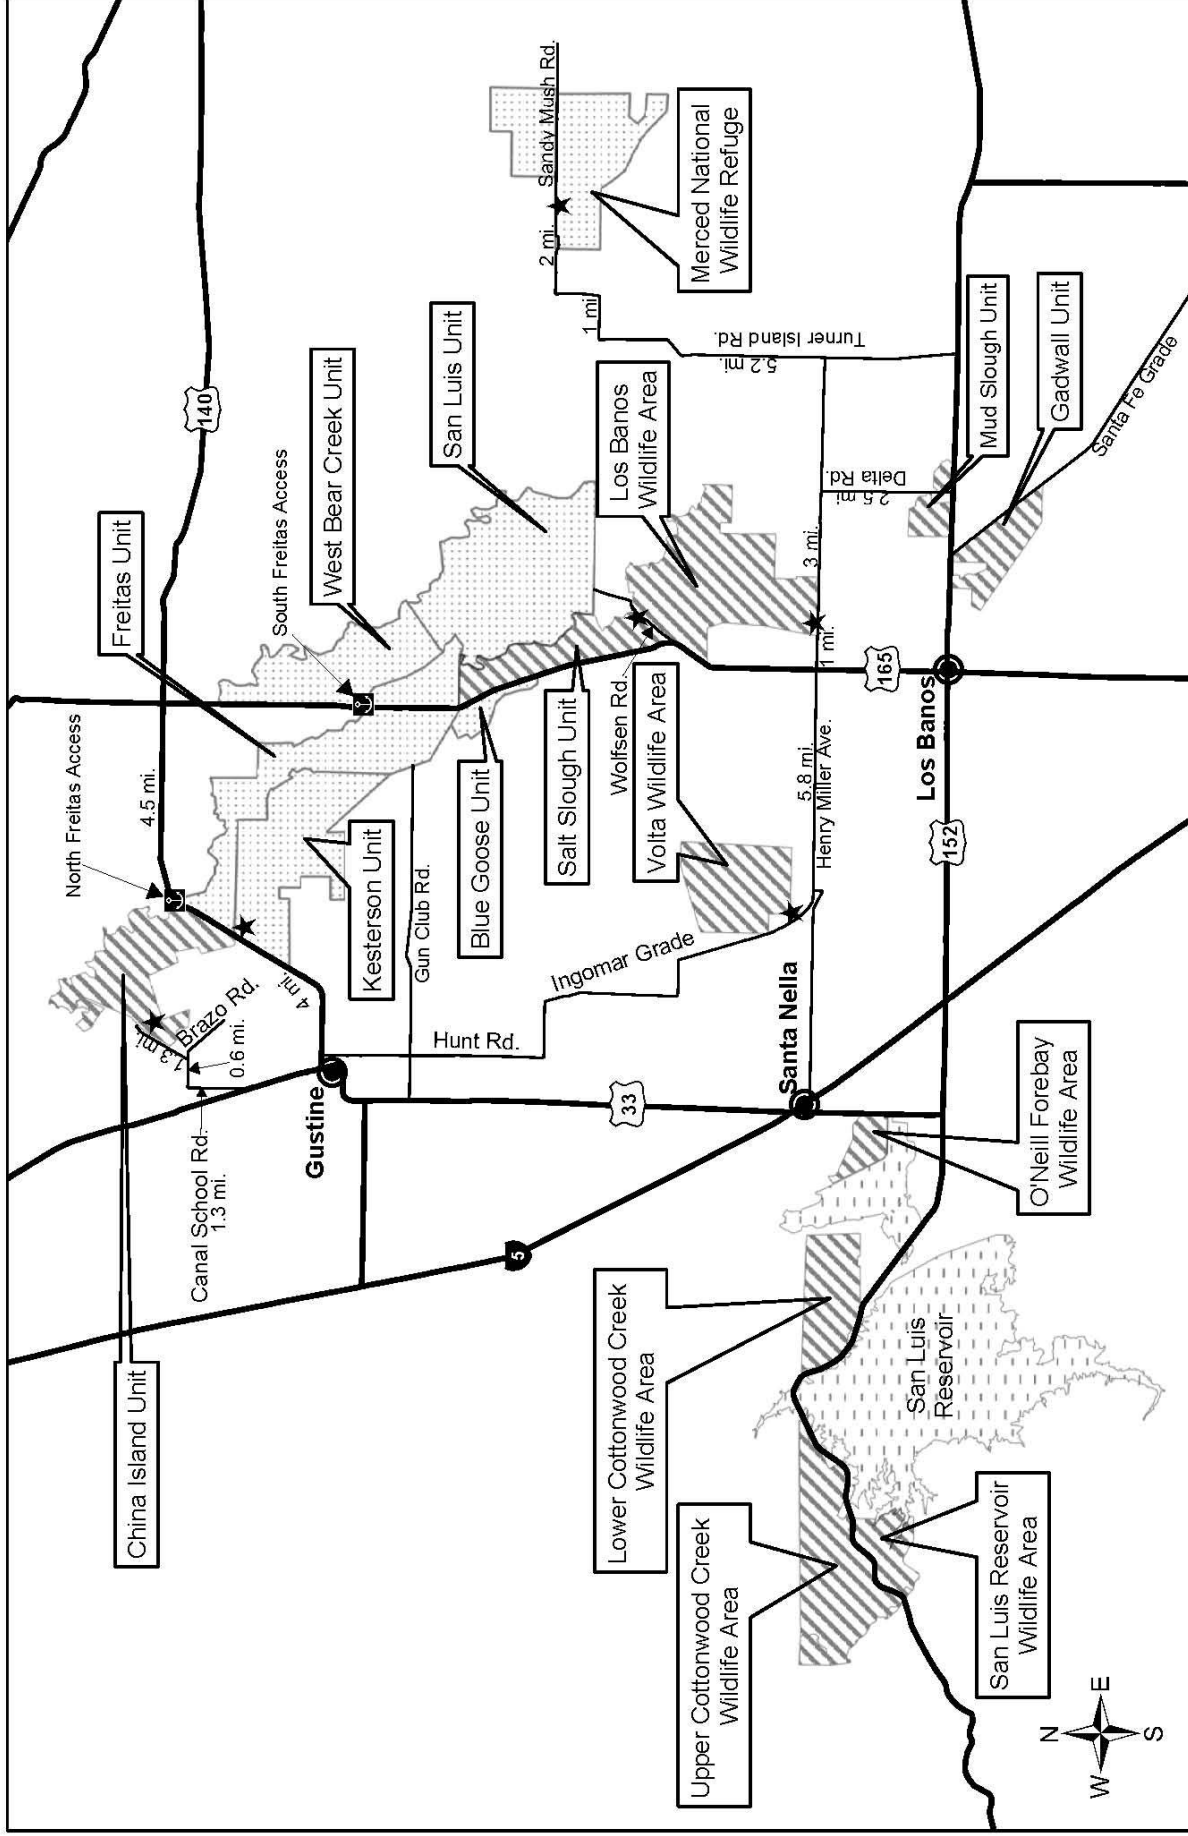 China Island Unit
North Freitas Access
Freitas Unit
4.5 mi.
140
South Freitas Access
West Bear Creek Unit
San Luis Unit
Sandy Mush Rd.
2 mi.
1 mi.
Merced National
Wildlife Refuge
Canal School Rd.
1.3 mi.
0.6 mi.
1.3 mi.
Brazo Rd.
4 mi.
Gustine
Kesterson Unit
Gun Club Rd.
Hunt Rd.
Blue Goose Unit
Salt Slough Unit
Wolfsen Rd.
Los Banos
Wildlife Area
Turner Island Rd.
5.2 mi.
5
33
Ingomar Grade
Volta Wildlife Area
Lower Cottonwood Creek
Wildlife Area
Upper Cottonwood Creek
Wildlife Area
Santa Nella
5.8 mi.
Henry Miller Ave.
1 mi.
3 mi.
Delta Rd.
2.5 mi.
165
Los Banos
152
Mud Slough Unit
Gadwall Unit
Santa Fe Grade
San Luis
Reservoir
San Luis Reservoir
Wildlife Area
O'Neill Forebay
Wildlife Area
N
W
E
S